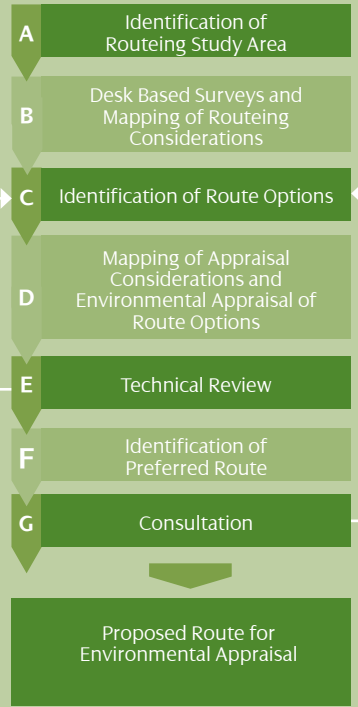 A
Identification of
Routeing Study Area
B
Desk Based Surveys and
Mapping of Routeing
Considerations
C
Identification of Route Options
D
Mapping of Appraisal
Considerations and
Environmental Appraisal of
Route Options
E
Technical Review
F
Identification of
Preferred Route
G
Consultation
Proposed Route for
Environmental Appraisal